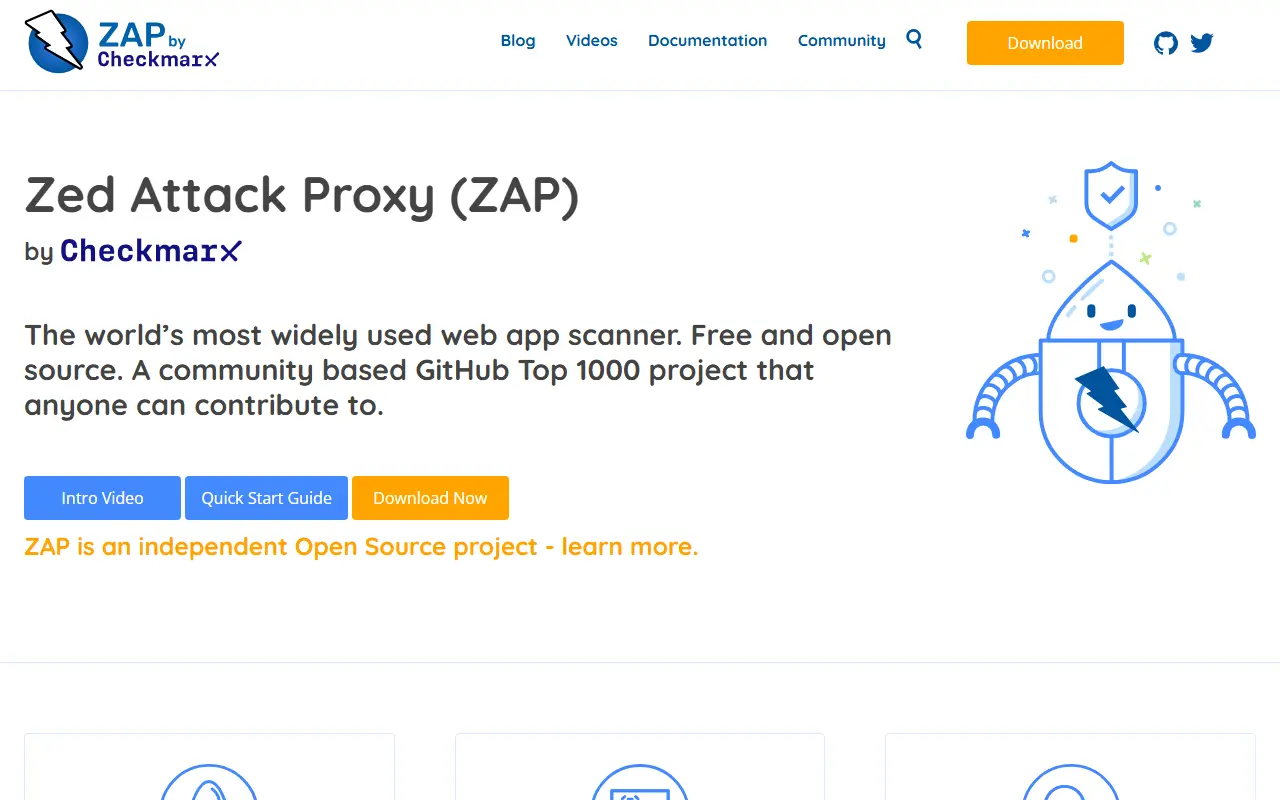 ZAP by
Checkmarx
Blog Videos Documentation Community Download
Zed Attack Proxy (ZAP)
by Checkmarx
The world’s most widely used web app scanner. Free and open
source. A community based GitHub Top 1000 project that
anyone can contribute to.
Intro Video Quick Start Guide Download Now
ZAP is an independent Open Source project - learn more.